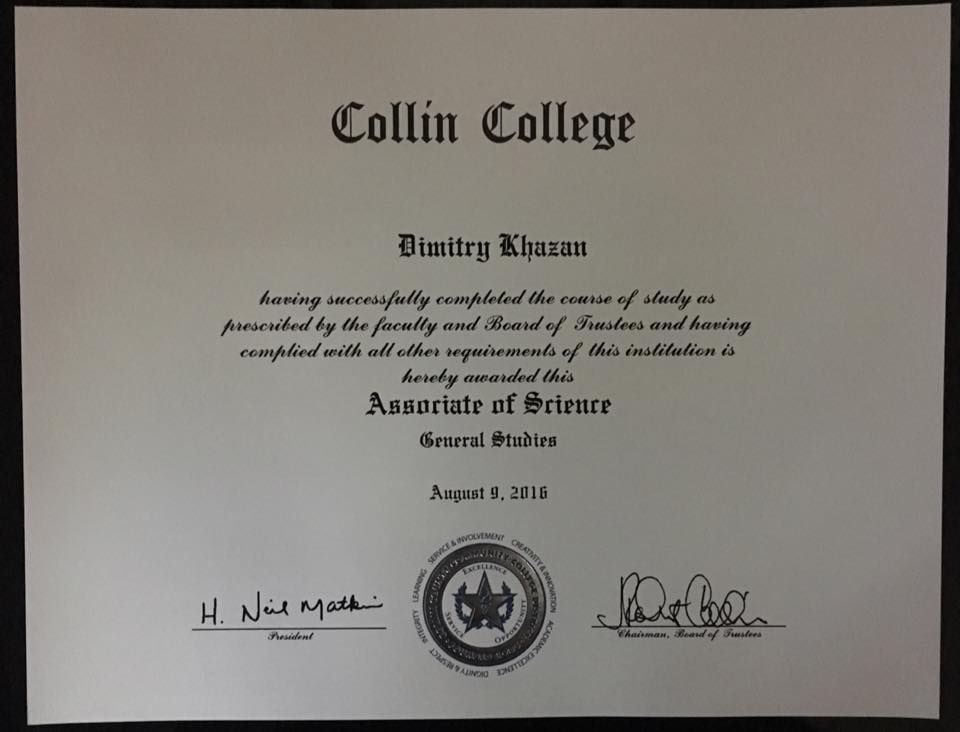 Collin College
Dimitry Khazan
having successfully completed the course of study as
prescribed by the faculty and Board of Trustees and having
complied with all other requirements of this institution is
hereby awarded this
Associate of Science
General Studies
August 9, 2016
SERVICE & INVOLVEMENT CREATIVITY & INNOVATION ACADEMIC EXCELLENCE DIGNITY & RESPECT INTEGRITY LEARNING
COMMUNITY COLLEGE
EXCELLENCE
H. Neil Matkin
President
Chairman, Board of Trustees